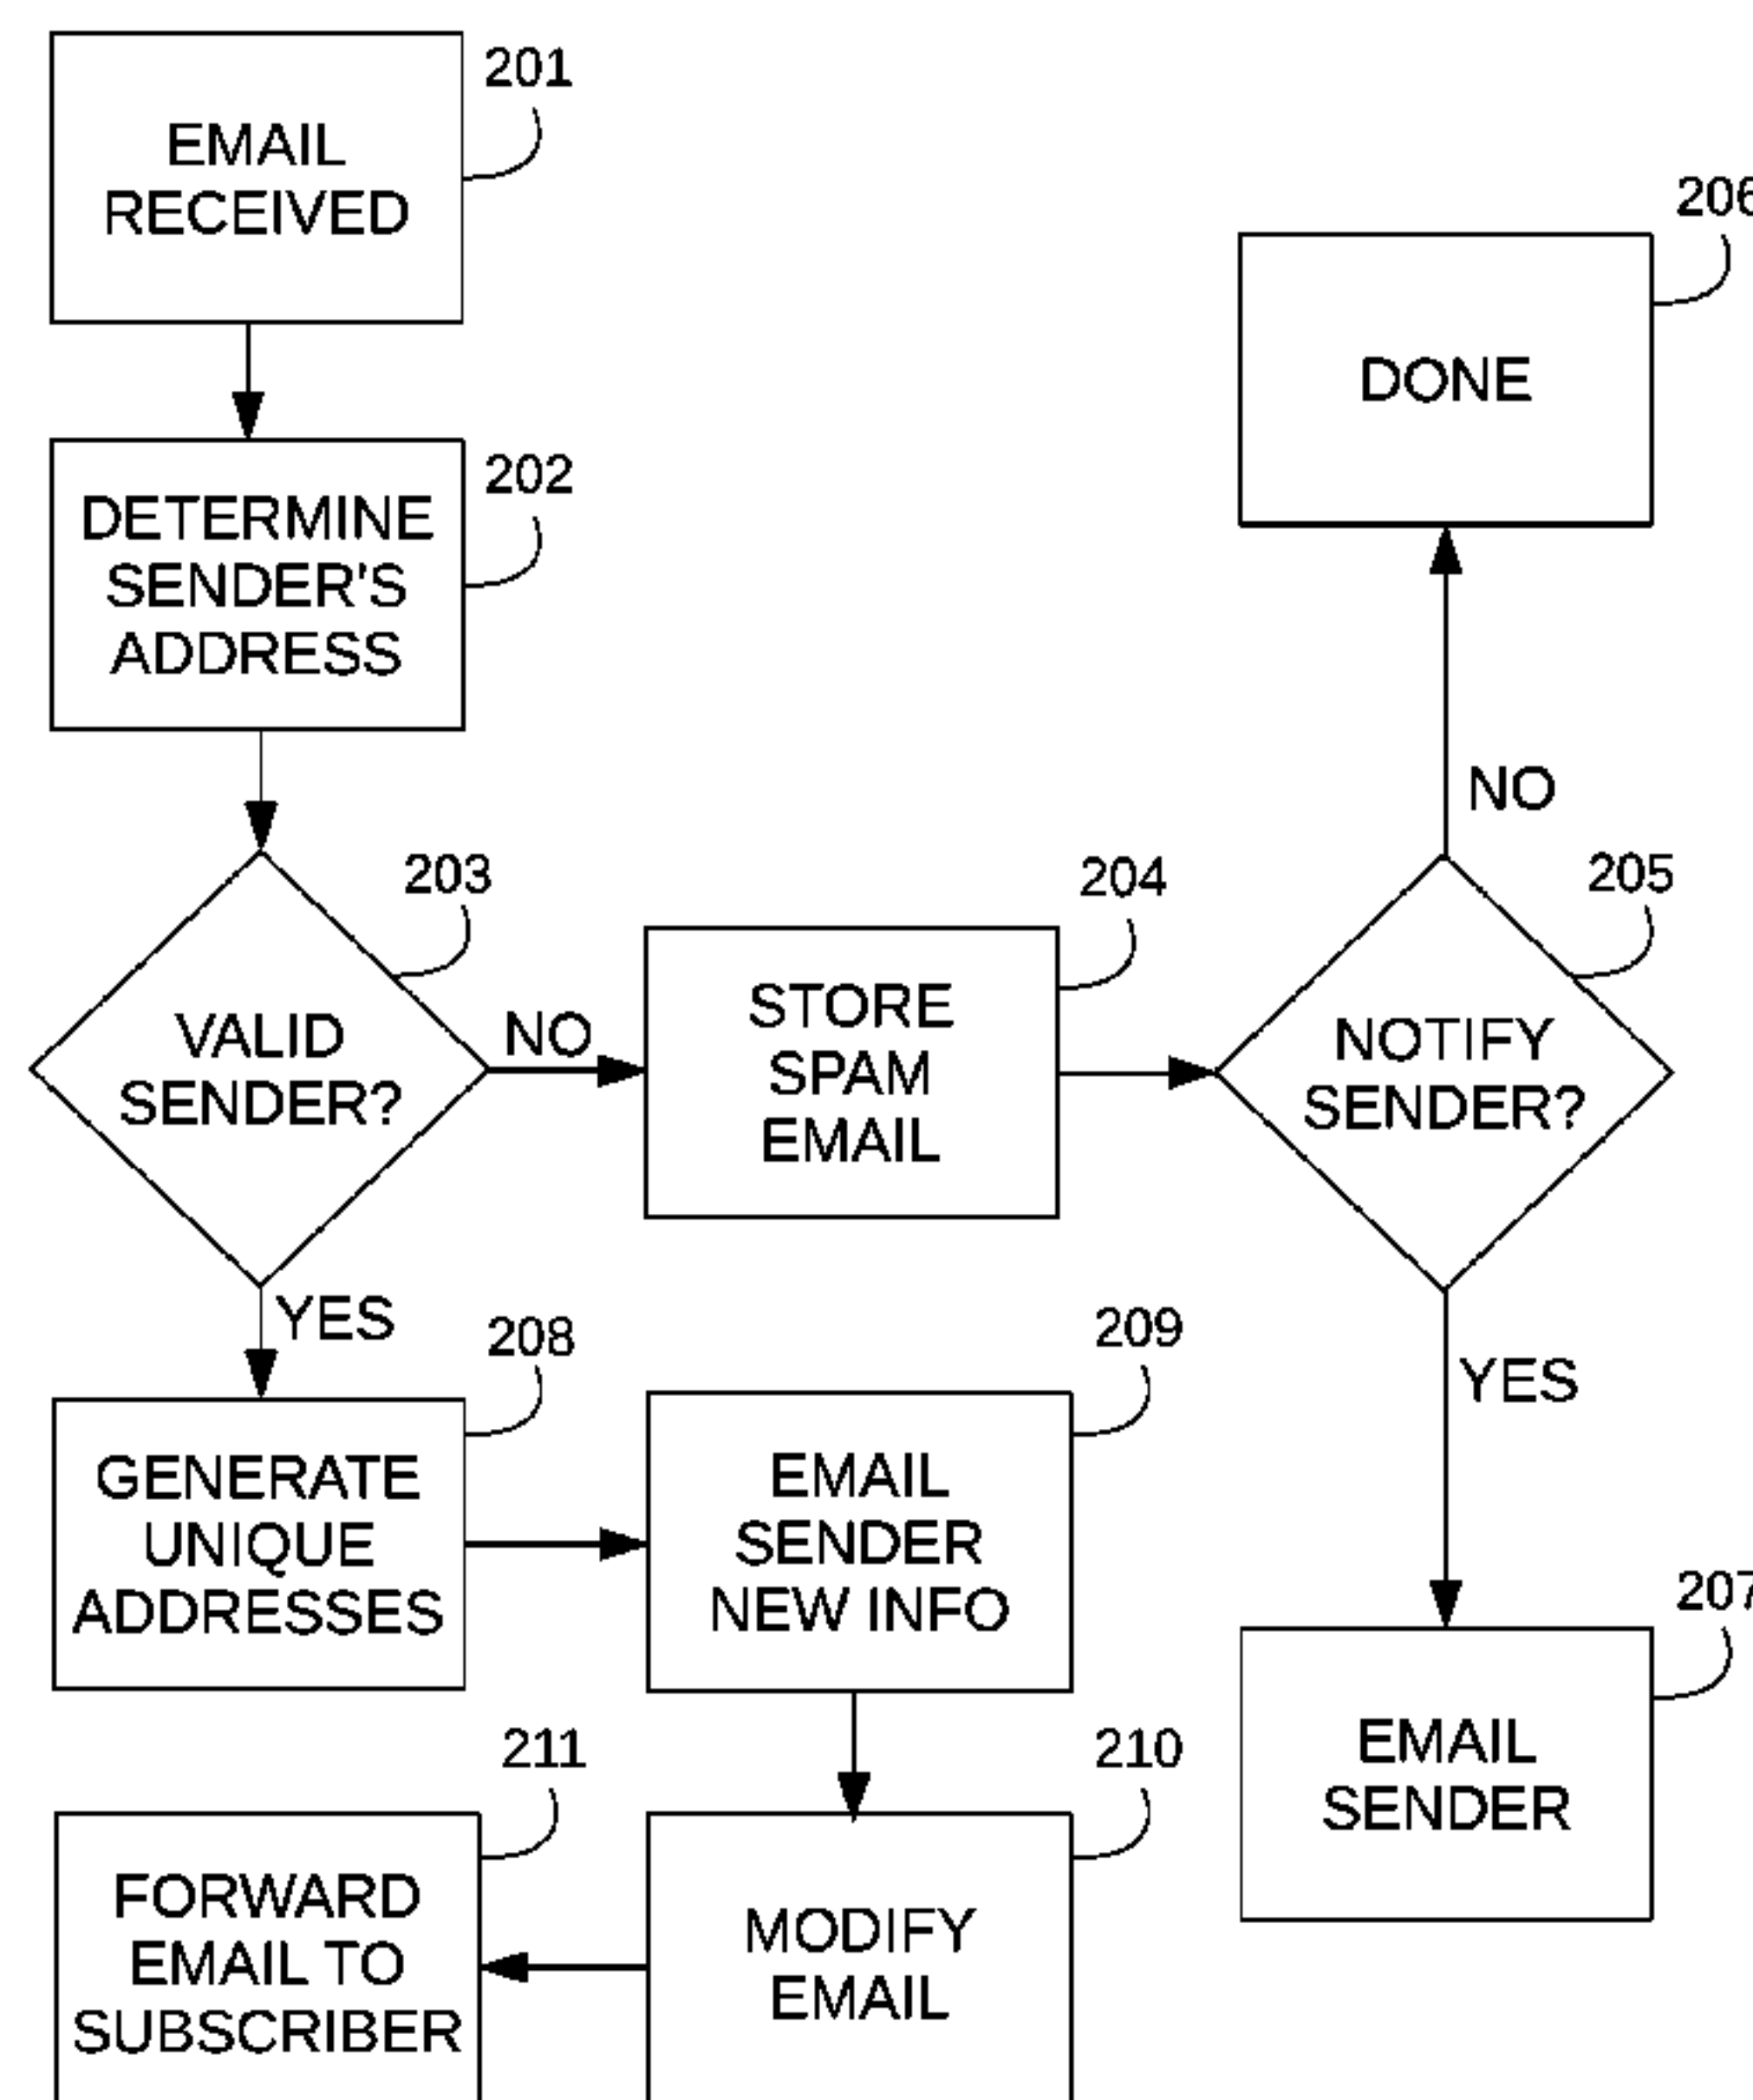 201
EMAIL
RECEIVED
206
DONE
202
DETERMINE
SENDER'S
ADDRESS
NO
203
VALID
SENDER?
NO
204
STORE
SPAM
EMAIL
205
NOTIFY
SENDER?
YES
208
GENERATE
UNIQUE
ADDRESSES
209
EMAIL
SENDER
NEW INFO
YES
207
EMAIL
SENDER
211
FORWARD
EMAIL TO
SUBSCRIBER
210
MODIFY
EMAIL